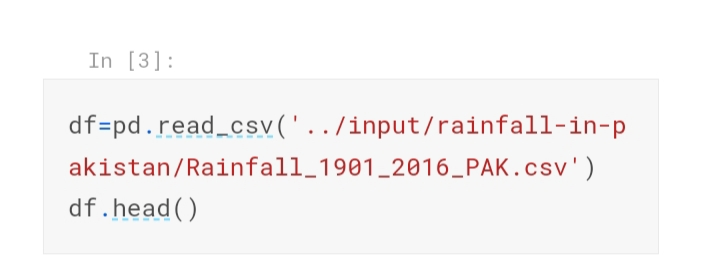 In [3]:
df=pd.read_csv('../input/rainfall-in-p
akistan/Rainfall_1901_2016_PAK.csv')
df.head()